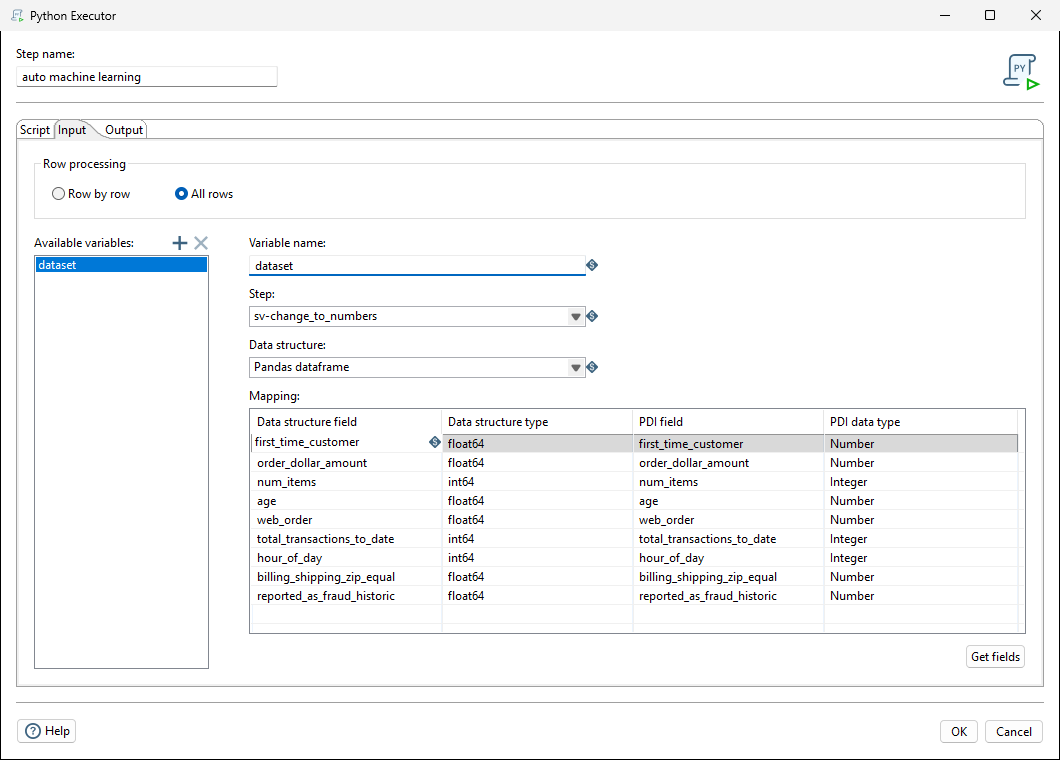 Python Executor
Step name:
auto machine learning
PY
Script Input Output
Row processing
Row by row All rows
Available variables:
dataset
Variable name:
dataset
S
Step:
sv-change_to_numbers
S
Data structure:
Pandas dataframe
S
Mapping:
Data structure field Data structure type PDI field PDI data type
first_time_customer S float64 first_time_customer Number
order_dollar_amount float64 order_dollar_amount Number
num_items int64 num_items Integer
age float64 age Number
web_order float64 web_order Number
total_transactions_to_date int64 total_transactions_to_date Integer
hour_of_day int64 hour_of_day Integer
billing_shipping_zip_equal float64 billing_shipping_zip_equal Number
reported_as_fraud_historic float64 reported_as_fraud_historic Number
Get fields
? Help OK Cancel